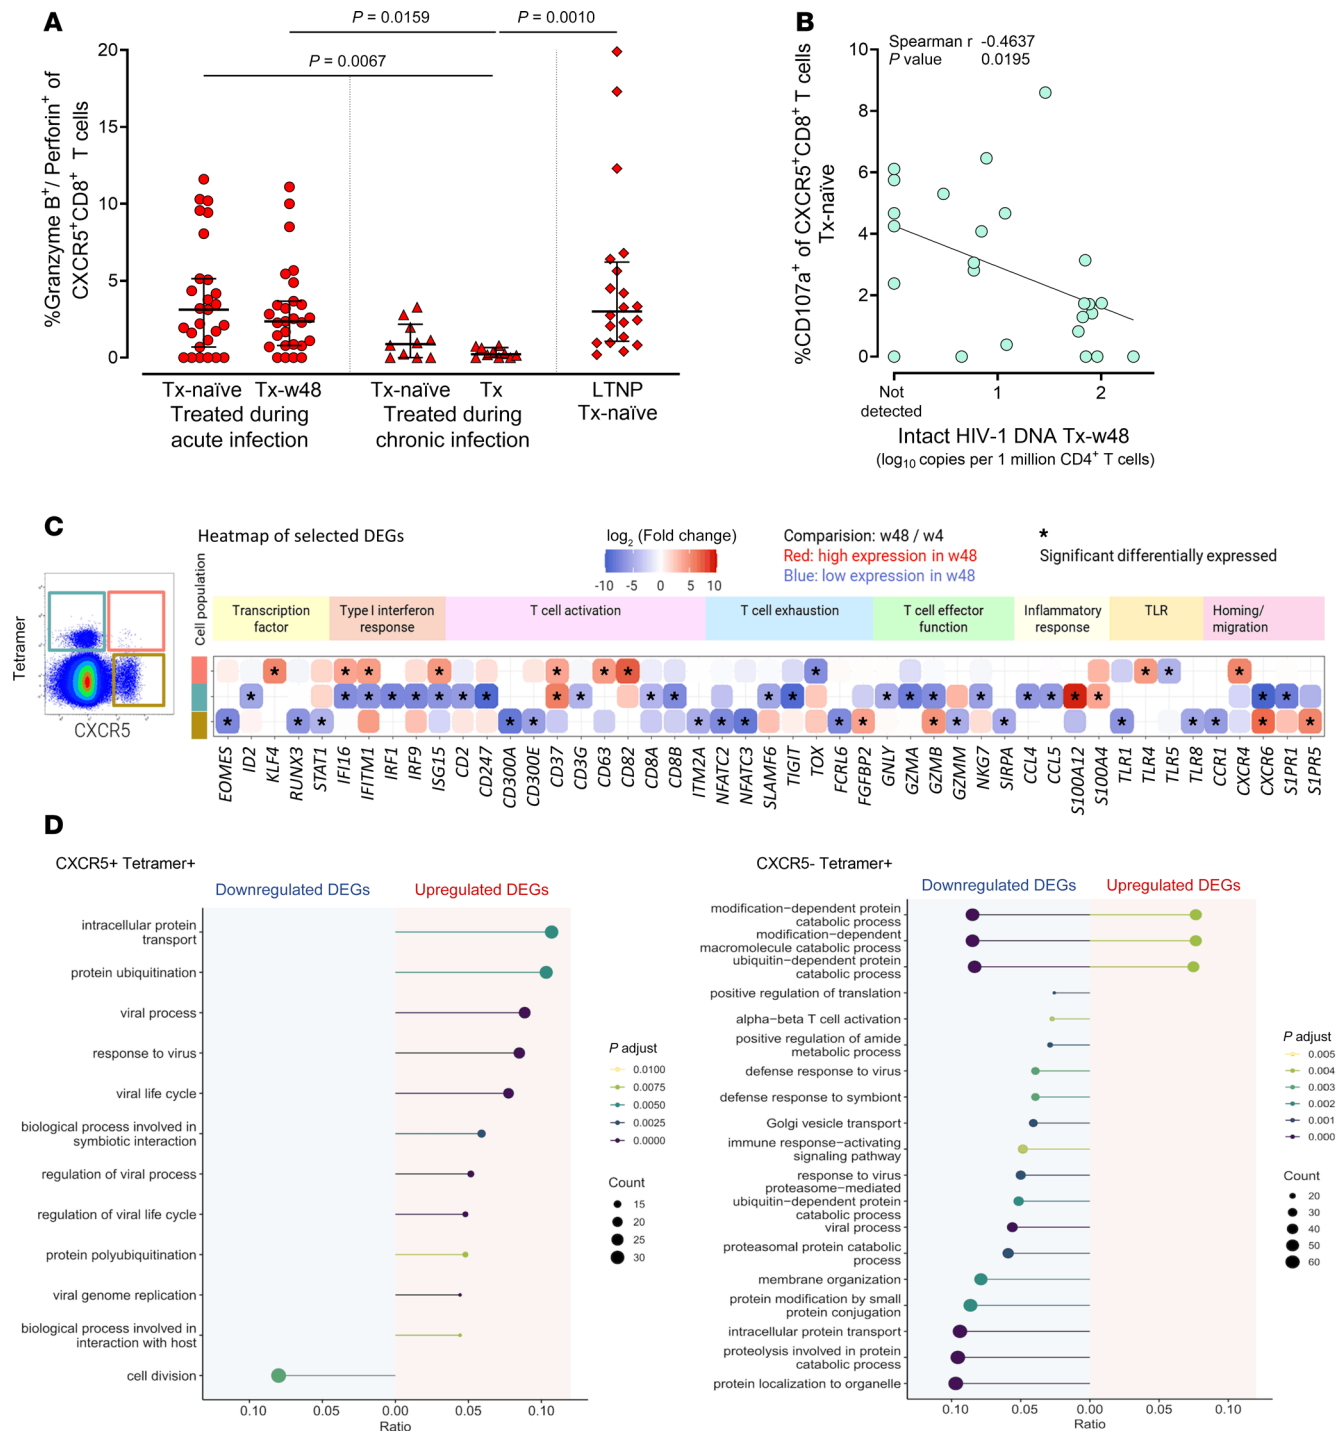 A
P = 0.0159
P = 0.0010
P = 0.0067
%Granzyme B+/ Perforin+ of
CXCR5+CD8+ T cells
20
15
10
5
0
Tx-naïve
Tx-w48
Treated during
acute infection
Tx-naïve
Tx
Treated during
chronic infection
LTNP
Tx-naïve
B
Spearman r -0.4637
P value 0.0195
%CD107a+ of CXCR5+CD8+ T cells
Tx-naïve
10
8
6
4
2
0
Not
detected
1
2
Intact HIV-1 DNA Tx-w48
(log10 copies per 1 million CD4+ T cells)
C
Heatmap of selected DEGs
log2 (Fold change)
-10 -5 0 5 10
Comparision: w48 / w4
Red: high expression in w48
Blue: low expression in w48
*
Significant differentially expressed
Tetramer
CXCR5
Cell population
Transcription
factor
Type I interferon
response
T cell activation
T cell exhaustion
T cell effector
function
Inflammatory
response
TLR
Homing/
migration
EOMES
ID2
KLF4
RUNX3
STAT1
IFI16
IFITM1
IRF1
IRF9
ISG15
CD2
CD247
CD300A
CD300E
CD37
CD3G
CD63
CD82
CD8A
CD8B
ITM2A
NFATC2
NFATC3
SLAMF6
TIGIT
TOX
FCRL6
FGFBP2
GNLY
GZMA
GZMB
GZMM
NKG7
SIRPA
CCL4
CCL5
S100A12
S100A4
TLR1
TLR4
TLR5
TLR8
CCR1
CXCR4
CXCR6
S1PR1
S1PR5
D
CXCR5+ Tetramer+
Downregulated DEGs
Upregulated DEGs
intracellular protein
transport
protein ubiquitination
viral process
response to virus
viral life cycle
biological process involved in
symbiotic interaction
regulation of viral process
regulation of viral life cycle
protein polyubiquitination
viral genome replication
biological process involved in
interaction with host
cell division
0.10 0.05 0.00 0.05 0.10
Ratio
P adjust
0.0100
0.0075
0.0050
0.0025
0.0000
Count
15
20
25
30
CXCR5- Tetramer+
Downregulated DEGs
Upregulated DEGs
modification−dependent protein
catabolic process
modification−dependent
macromolecule catabolic process
ubiquitin−dependent protein
catabolic process
positive regulation of translation
alpha−beta T cell activation
positive regulation of amide
metabolic process
defense response to virus
defense response to symbiont
Golgi vesicle transport
immune response−activating
signaling pathway
response to virus
proteasome−mediated
ubiquitin−dependent protein
catabolic process
viral process
proteasomal protein catabolic
process
membrane organization
protein modification by small
protein conjugation
intracellular protein transport
proteolysis involved in protein
catabolic process
protein localization to organelle
0.10 0.05 0.00 0.05 0.10
Ratio
P adjust
0.005
0.004
0.003
0.002
0.001
0.000
Count
20
30
40
50
60